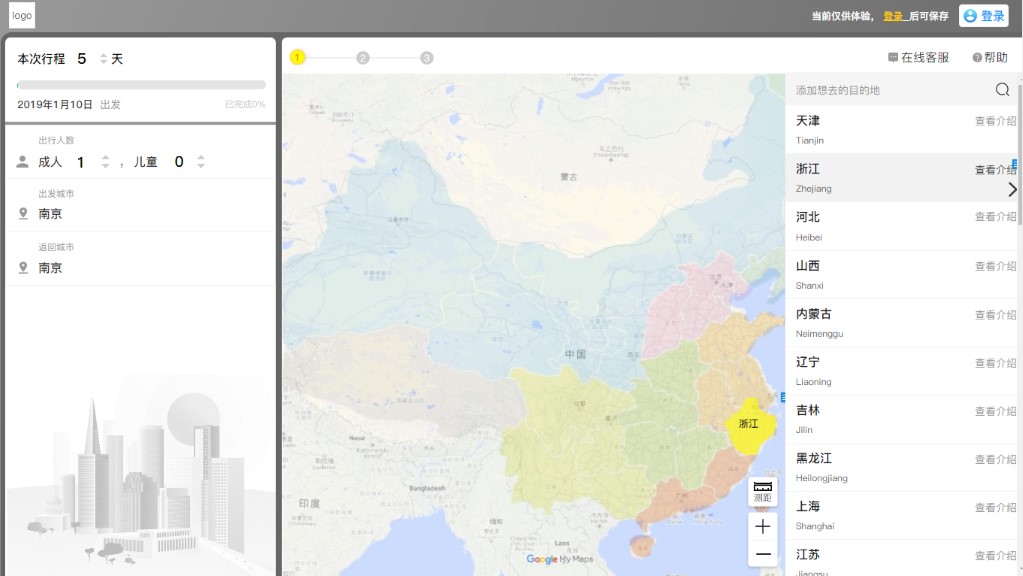 logo
当前仅供体验， 登录 后可保存
登录
本次行程 5 天
2019年1月10日 出发
已完成0%
出行人数
成人 1 ， 儿童 0
出发城市
南京
返回城市
南京
1 2 3
在线客服
帮助
添加想去的目的地
天津
查看介绍
Tianjin
浙江
查看介绍
Zhejiang
河北
查看介绍
Heibei
山西
查看介绍
Shanxi
内蒙古
查看介绍
Neimenggu
辽宁
查看介绍
Liaoning
吉林
查看介绍
Jilin
黑龙江
查看介绍
Heilongjiang
上海
查看介绍
Shanghai
江苏
查看介绍
Jiangsu
蒙古
中国
浙江
Nepal
Bangladesh
印度
缅甸
Laos
测距
Google My Maps